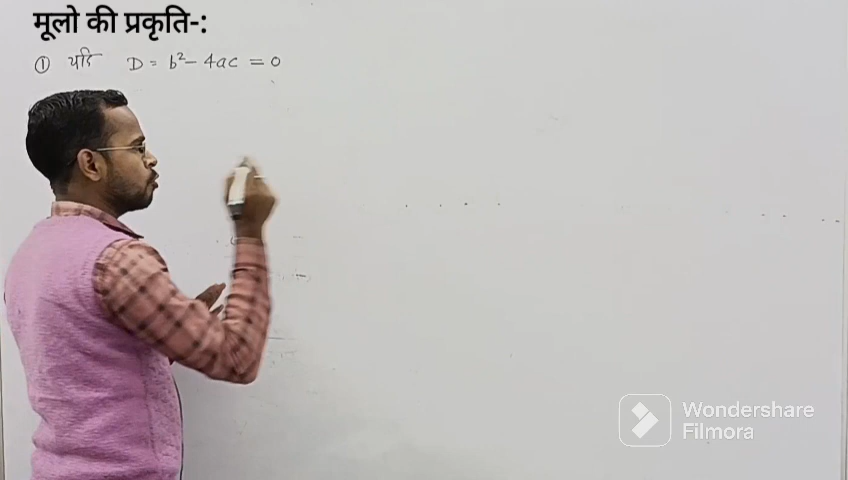 मूलो की प्रकृति-:
① यदि D = b²- 4ac = 0
Wondershare
Filmora